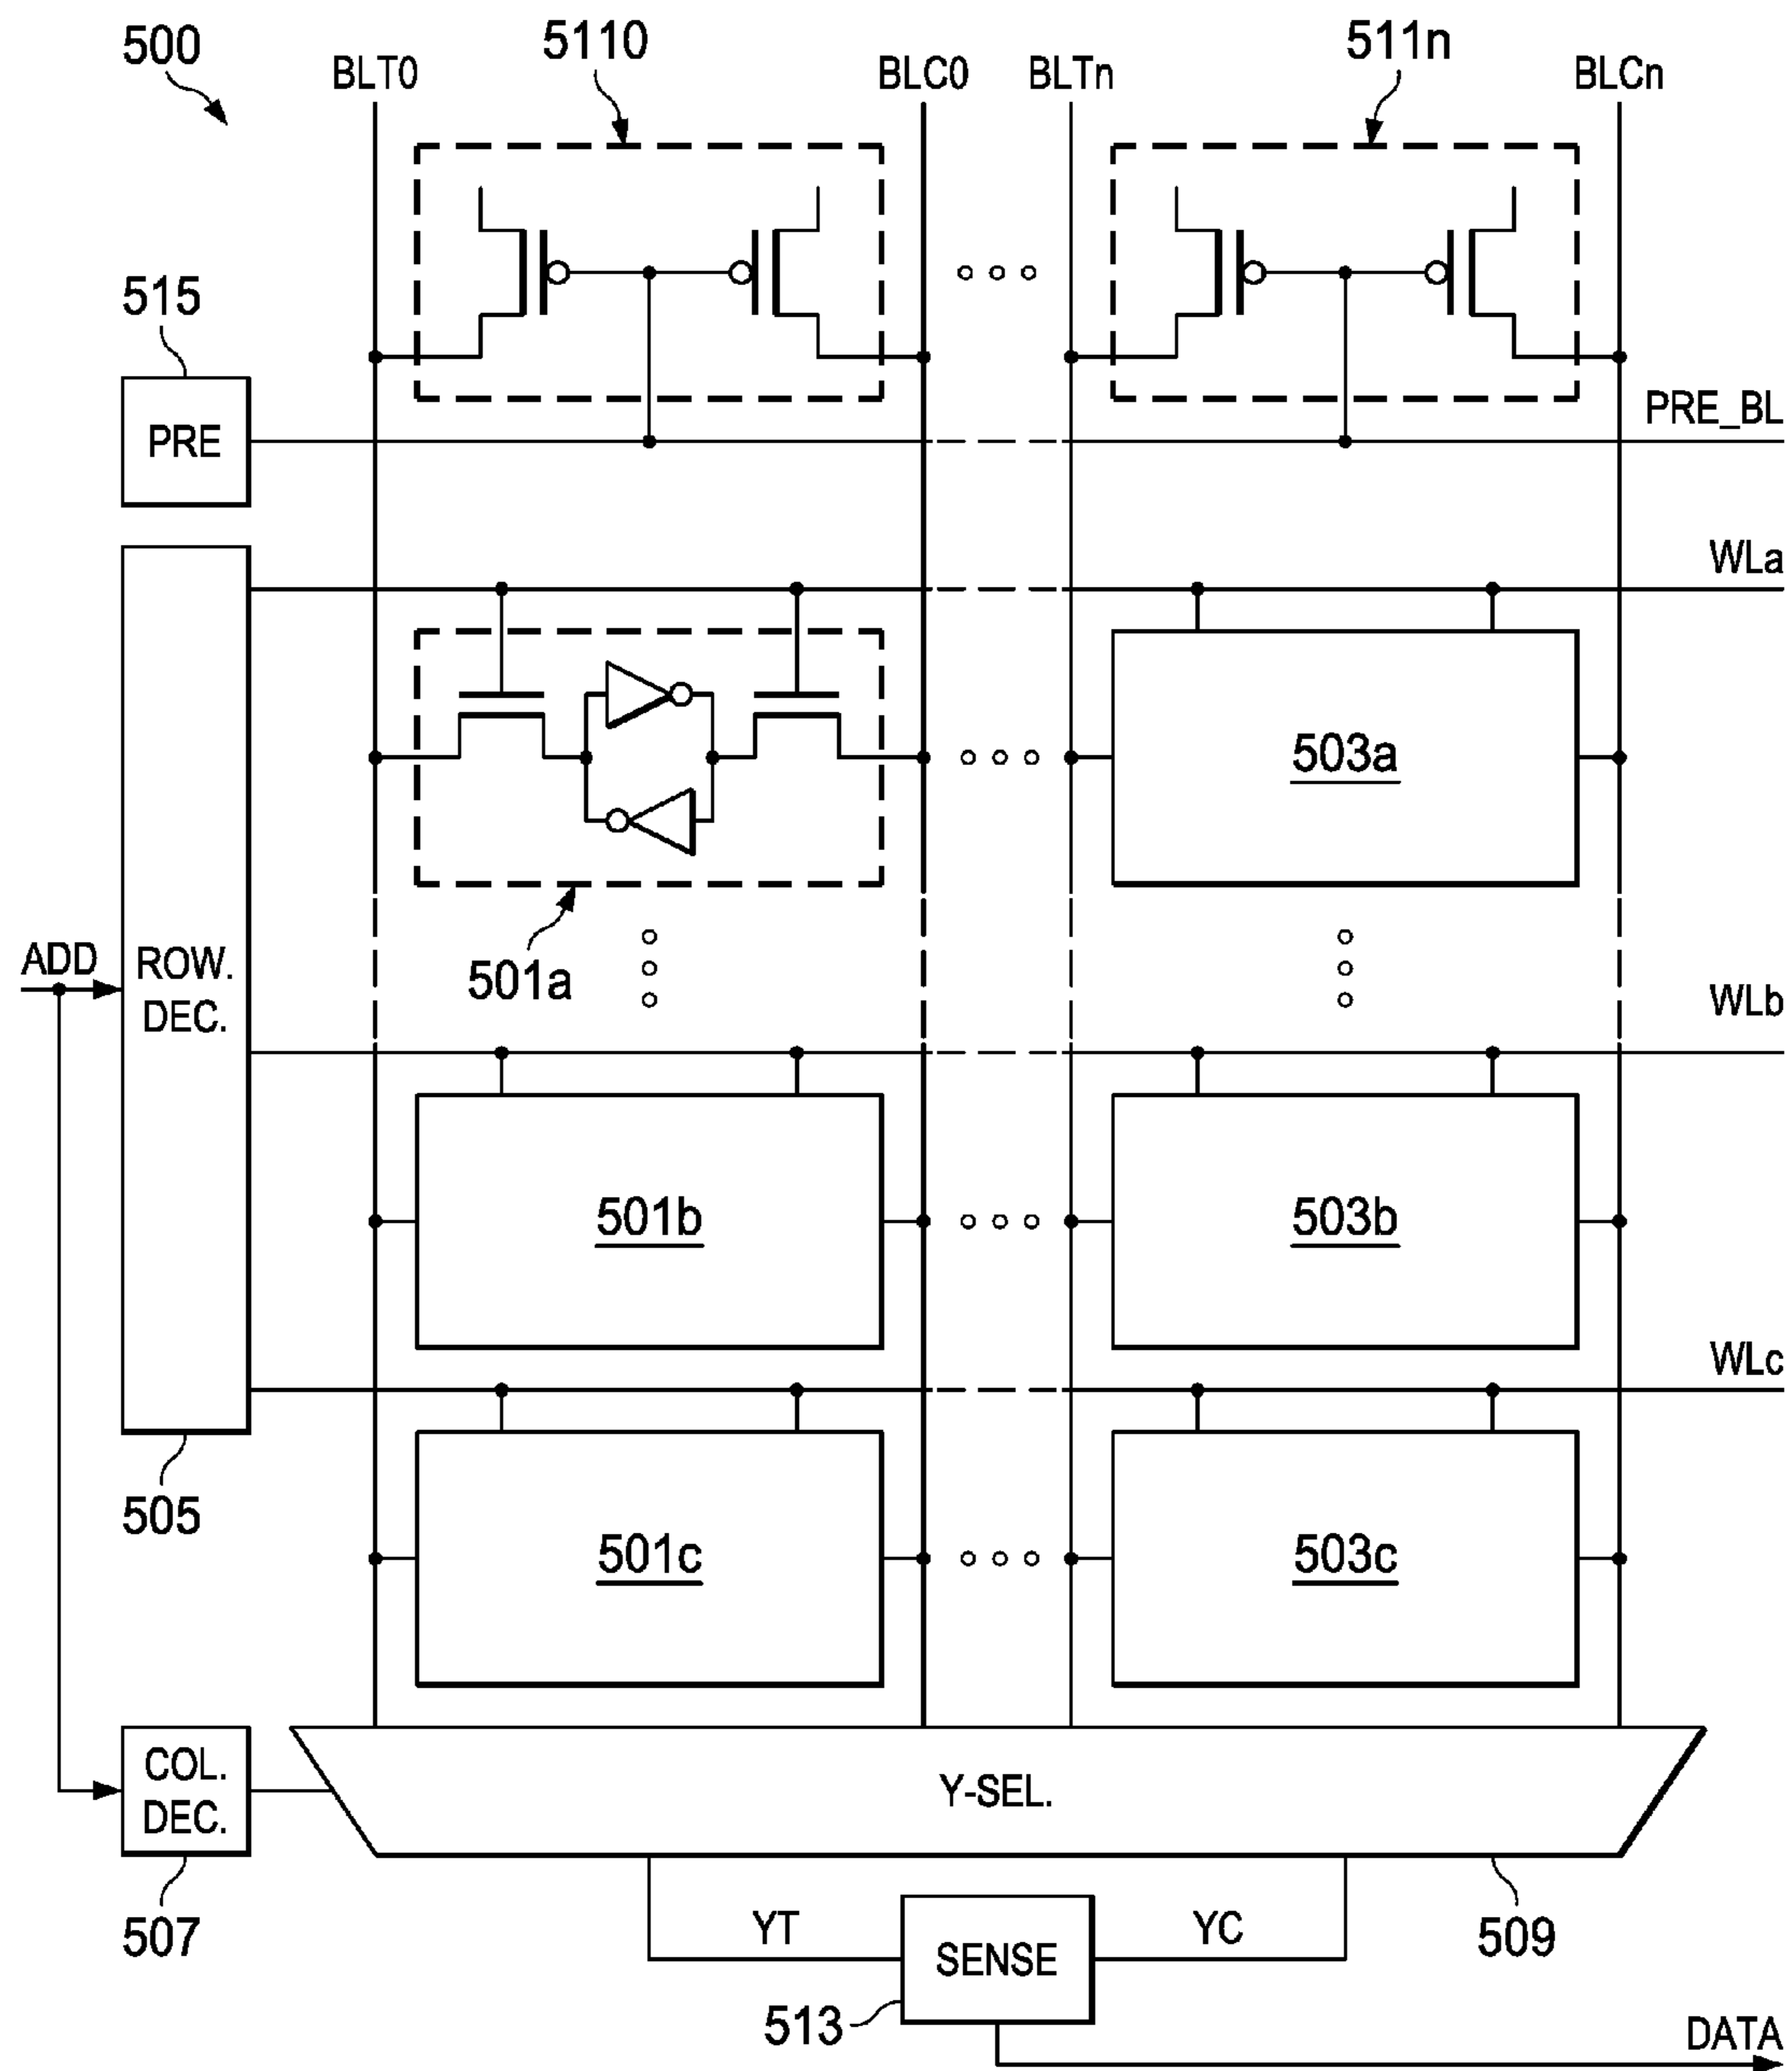 500
5110
511n
BLT0
BLC0
BLTn
BLCn
515
PRE
PRE_BL
WLa
503a
ADD
ROW.
DEC.
501a
WLb
501b
503b
WLc
505
501c
503c
COL.
DEC.
Y-SEL.
507
YT
SENSE
YC
509
513
DATA